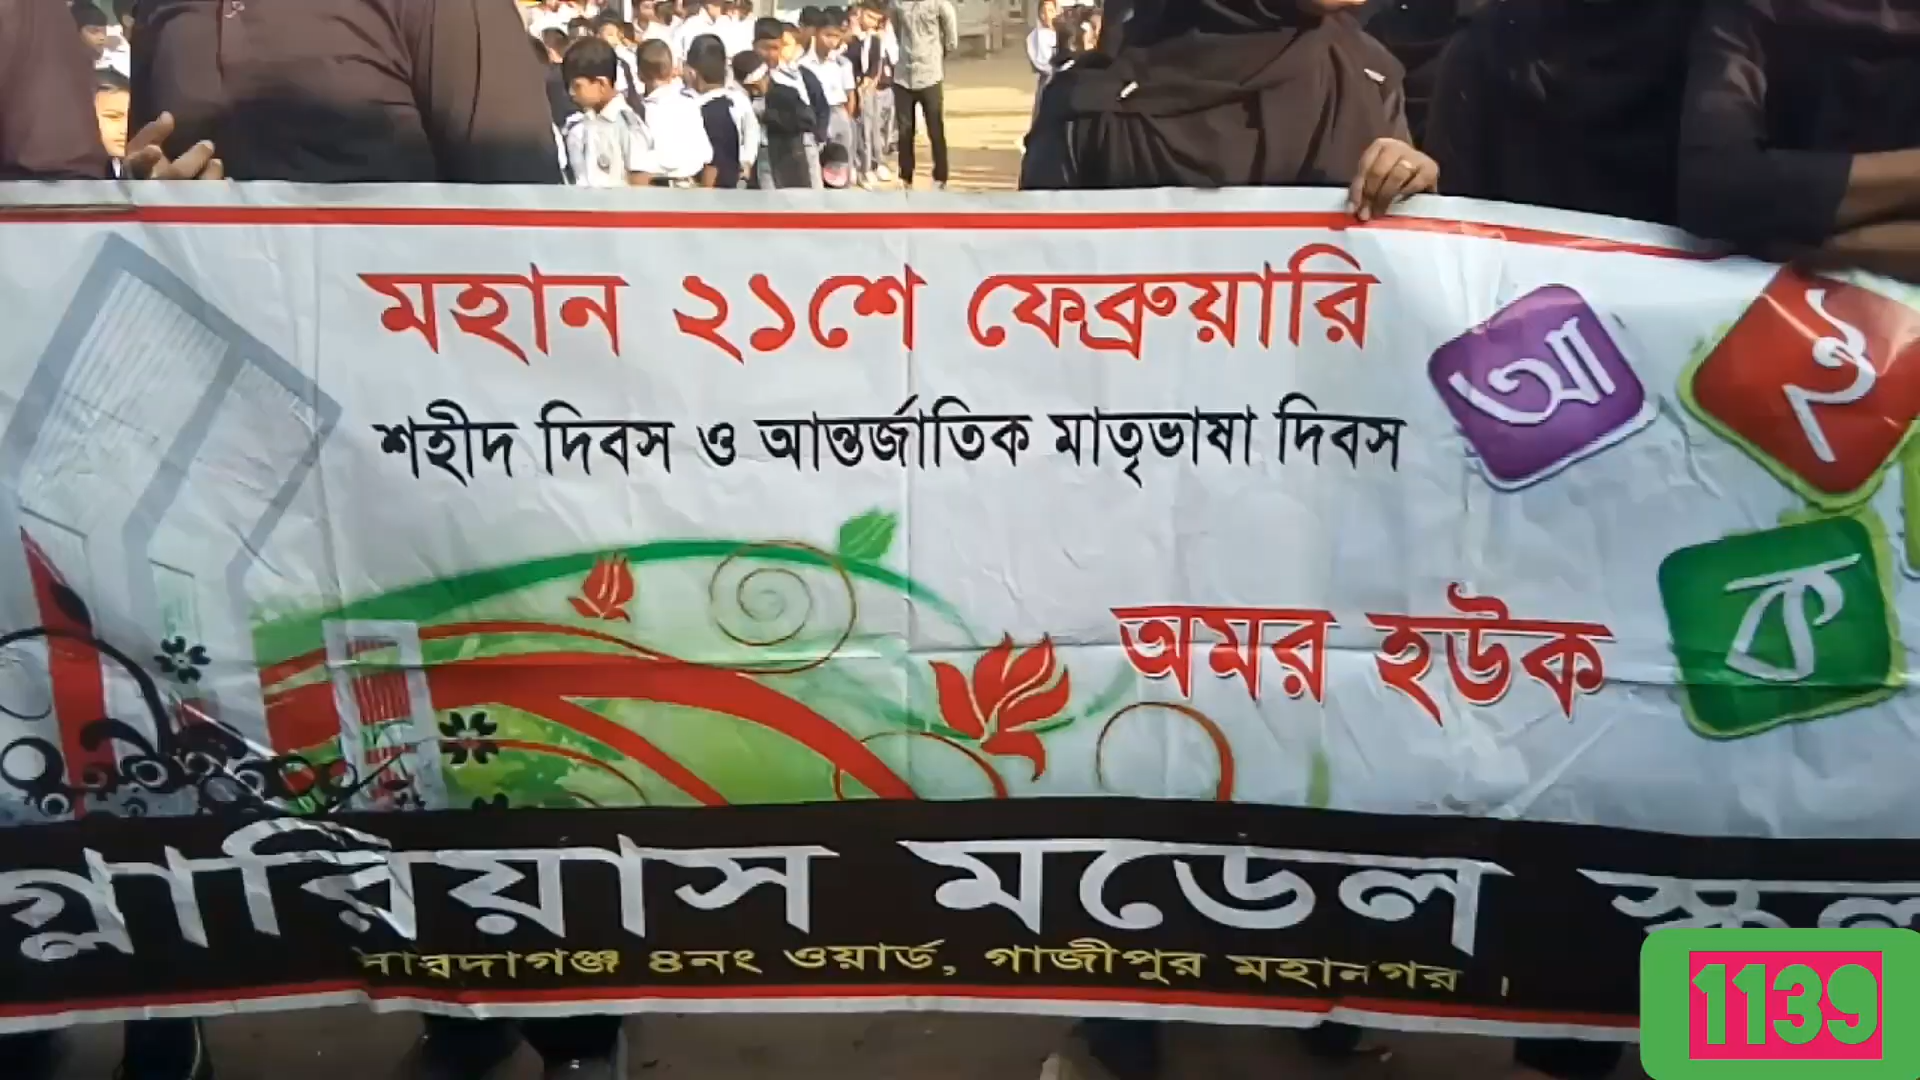 মহান ২১শে ফেব্রুয়ারি
শহীদ দিবস ও আন্তর্জাতিক মাতৃভাষা দিবস
আ
ই
ক
অমর হউক
গ্লোরিয়াস মডেল স্কুল
সারদাগঞ্জ ৪নং ওয়ার্ড, গাজীপুর মহানগর ।
1139